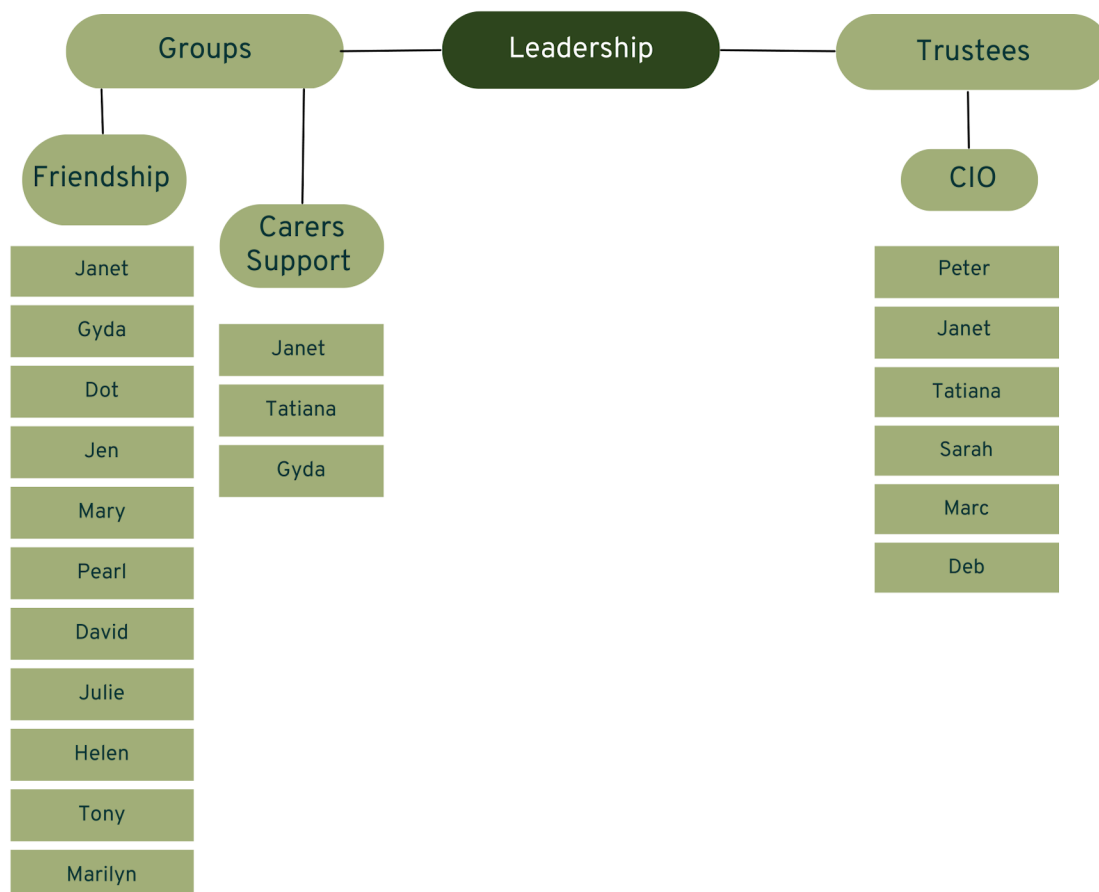 Groups
Leadership
Trustees
Friendship
Janet
Gyda
Dot
Jen
Mary
Pearl
David
Julie
Helen
Tony
Marilyn
Carers
Support
Janet
Tatiana
Gyda
CIO
Peter
Janet
Tatiana
Sarah
Marc
Deb